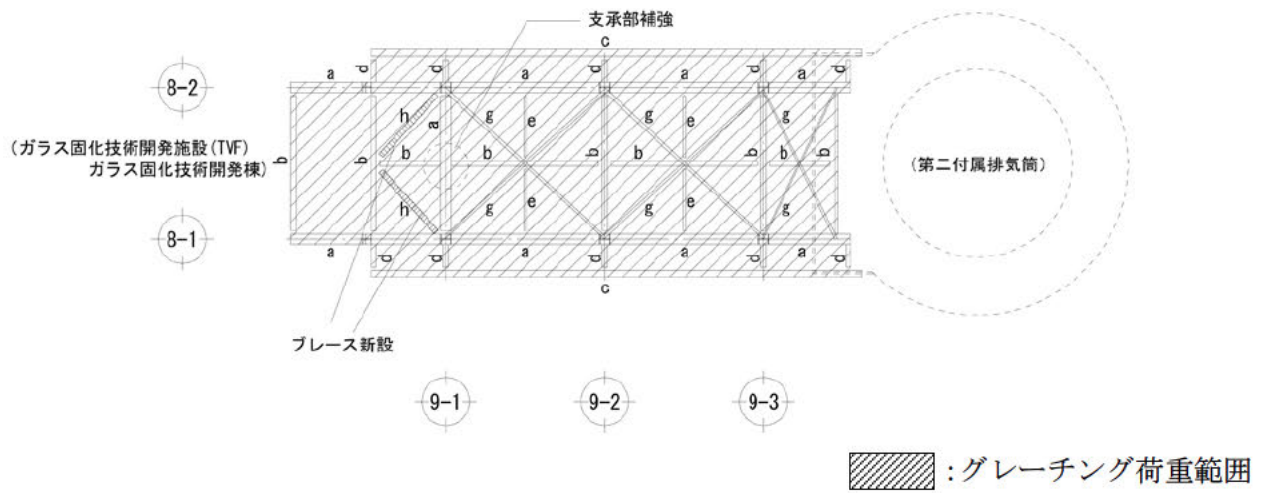 支承部補強
c
d d d d
a a a a
8-2
h a g e g g
(ガラス固化技術開発施設(TVF)
ガラス固化技術開発棟)
b b b b b b b b
(第二付属排気筒)
h g e g e g
8-1
a a a a
d d d d
c
ブレース新設
9-1 9-2 9-3
:グレーチング荷重範囲